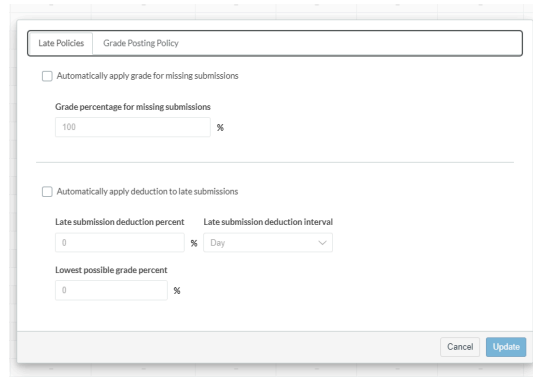 Late Policies Grade Posting Policy
Automatically apply grade for missing submissions
Grade percentage for missing submissions
100 %
Automatically apply deduction to late submissions
Late submission deduction percent Late submission deduction interval
0 % Day
Lowest possible grade percent
0 %
Cancel Update